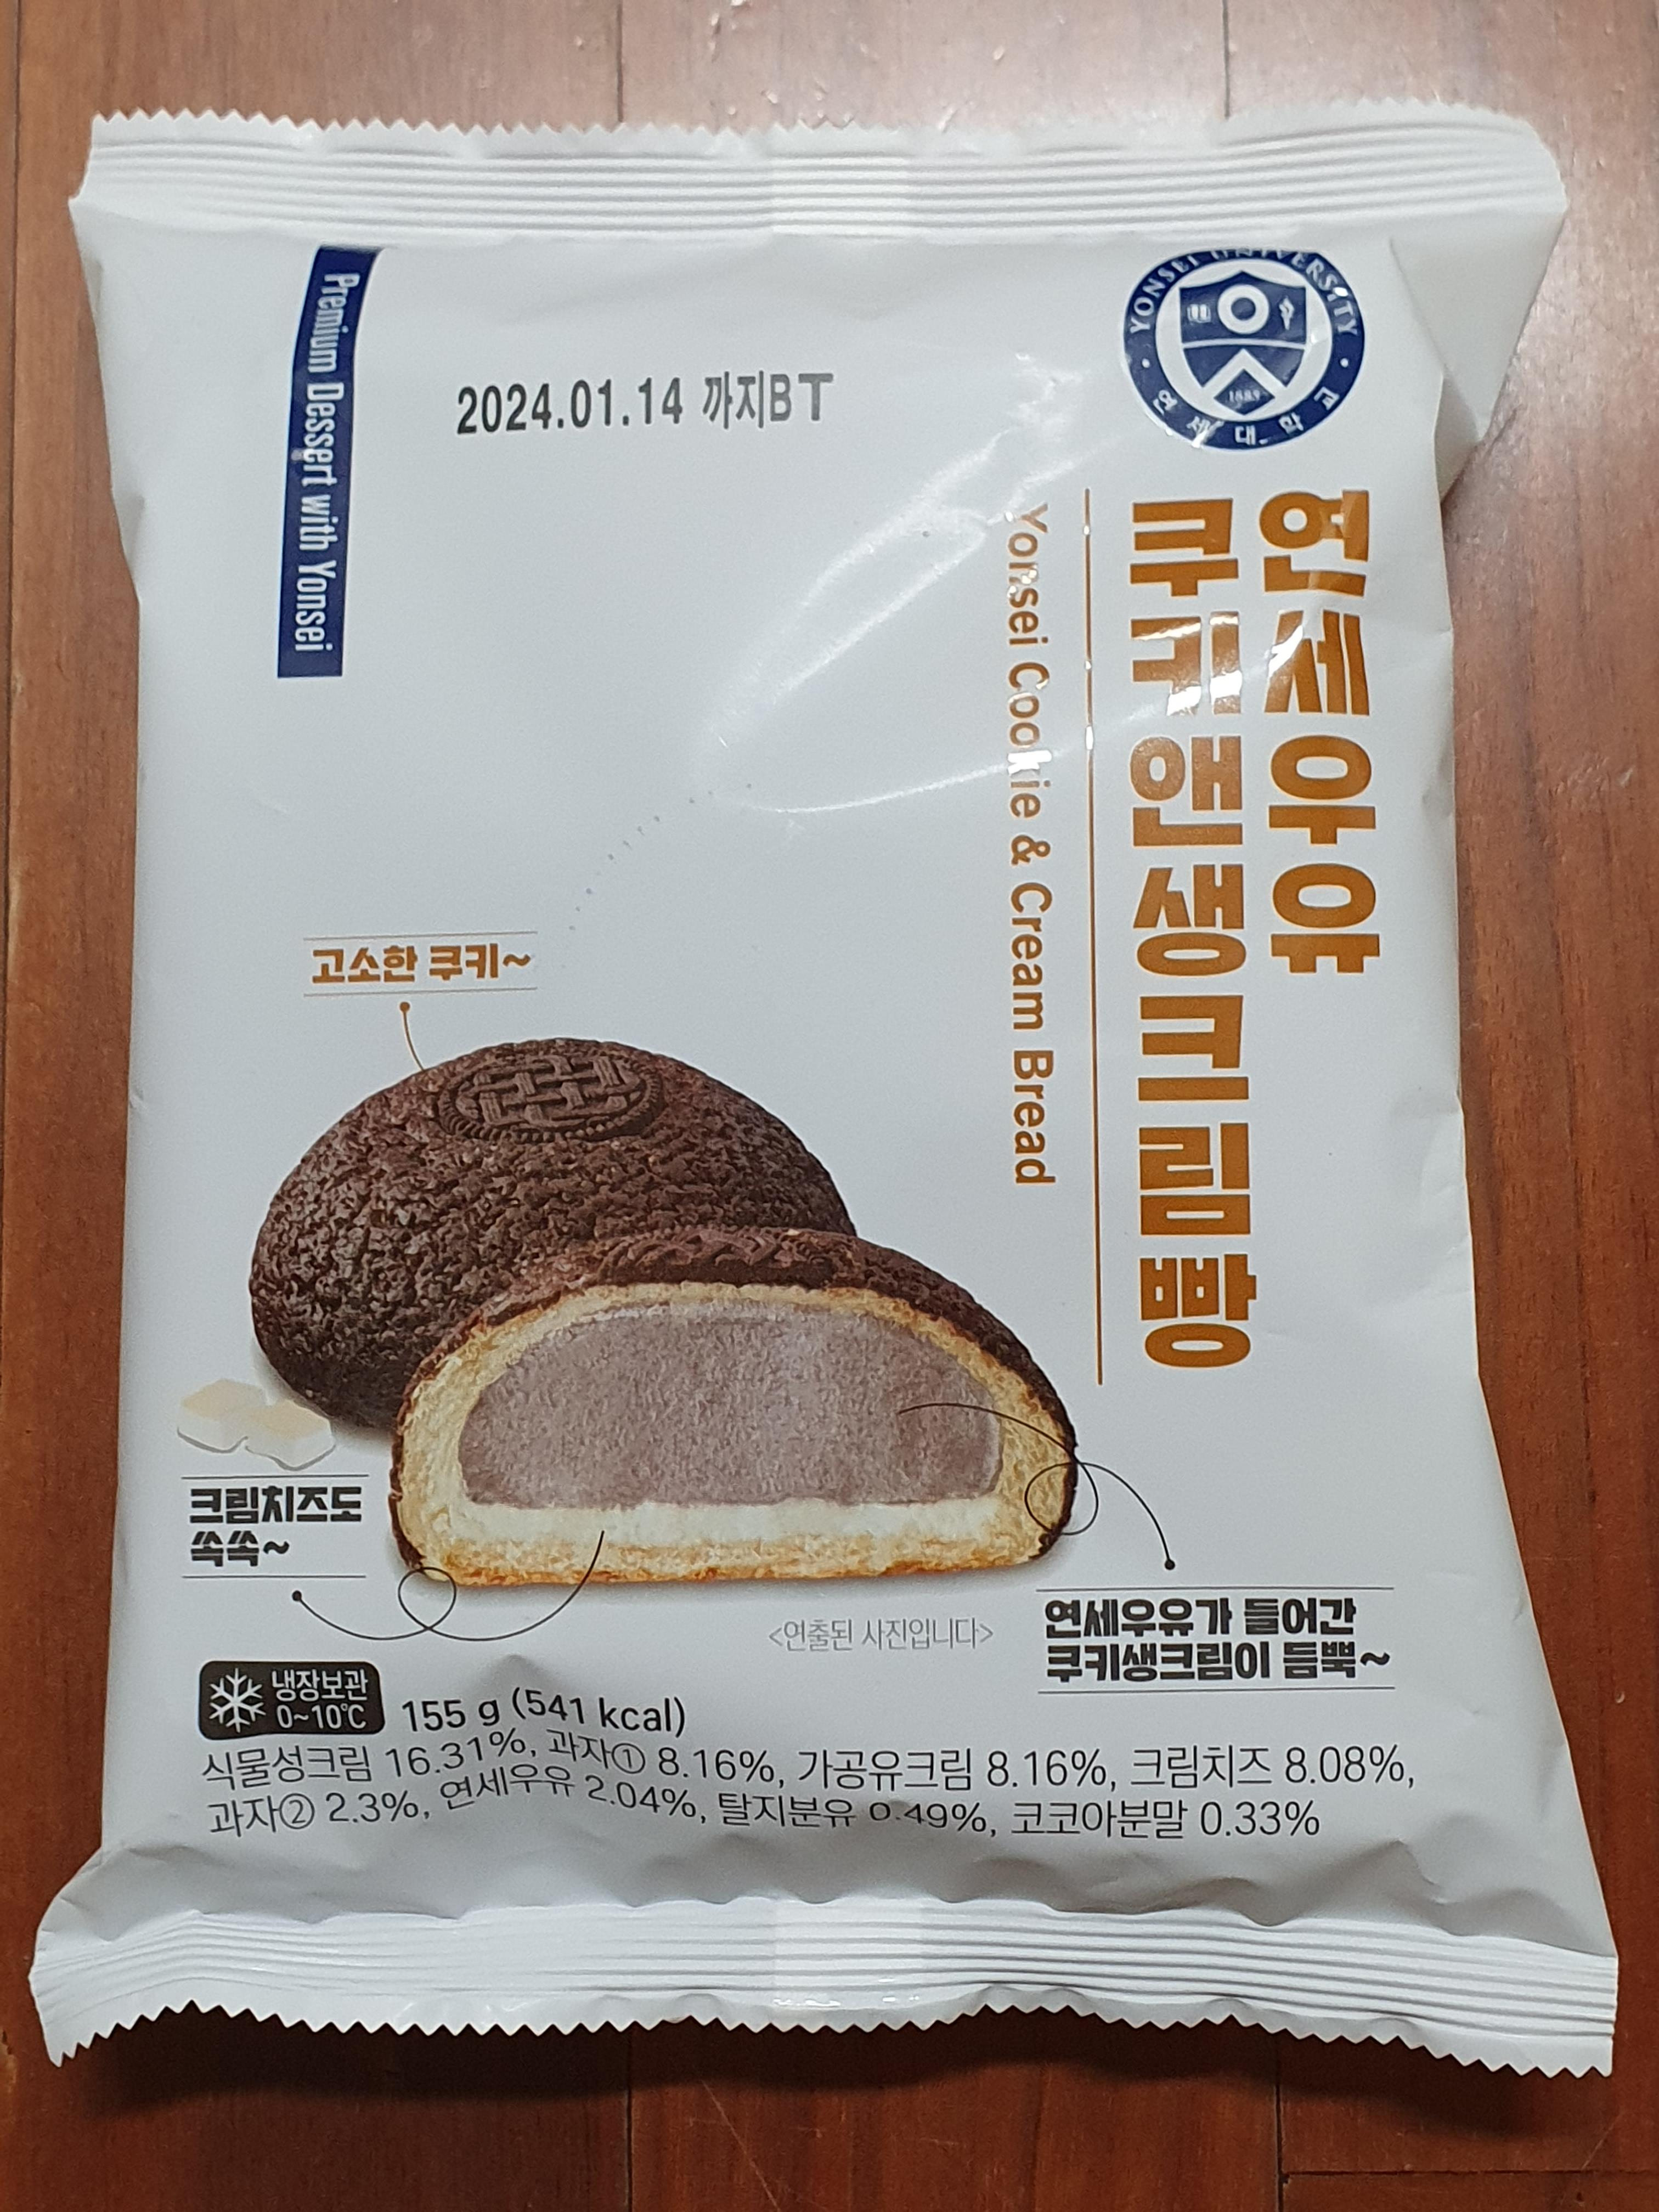 YONSEI UNIVERSITY
1885
연세대학교
Premium Dessert with Yonsei
2024.01.14 까지BT
연세아야
쿠키앤생크림빵
Yonsei Cookie & Cream Bread
고소한 쿠키~
크림치즈도
쏙쏙~
<연출된 사진입니다>
연세우유가 들어간
쿠키생크림이 듬뿍~
냉장보관
0~10℃
155 g (541 kcal)
식물성크림 16.31%, 과자① 8.16%, 가공유크림 8.16%, 크림치즈 8.08%,
과자② 2.3%, 연세우유 2.04%, 탈지분유 0.49%, 코코아분말 0.33%